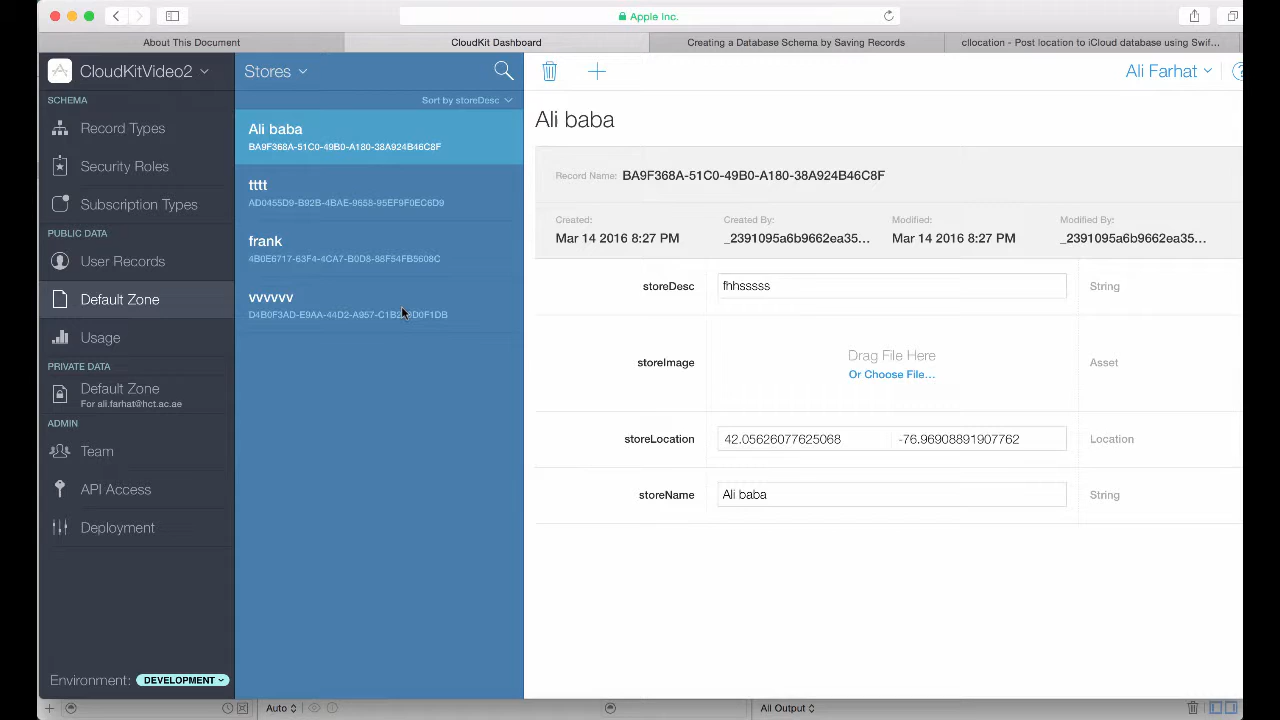 Apple Inc.
About This Document
CloudKit Dashboard
Creating a Database Schema by Saving Records
cllocation - Post location to iCloud database using Swif...
CloudKitVideo2
SCHEMA
Record Types
Security Roles
Subscription Types
PUBLIC DATA
User Records
Default Zone
Usage
PRIVATE DATA
Default Zone
For ali.farhat@hct.ac.ae
ADMIN
Team
API Access
Deployment
Environment: DEVELOPMENT
Stores
Sort by storeDesc
Ali baba
BA9F368A-51C0-49B0-A180-38A924B46C8F
tttt
AD0455D9-B92B-4BAE-9658-95EF9F0EC6D9
frank
4B0E6717-63F4-4CA7-B0D8-88F54FB5608C
vvvvvv
Ali Farhat
?
Ali baba
Record Name: BA9F368A-51C0-49B0-A180-38A924B46C8F
Created: Created By: Modified: Modified By:
Mar 14 2016 8:27 PM _2391095a6b9662ea35... Mar 14 2016 8:27 PM _2391095a6b9662ea35...
storeDesc fhhsssss String
Drag File Here
storeImage Asset
Or Choose File...
storeLocation 42.05626077625068 -76.96908891907762 Location
storeName Ali baba String
Auto
All Output